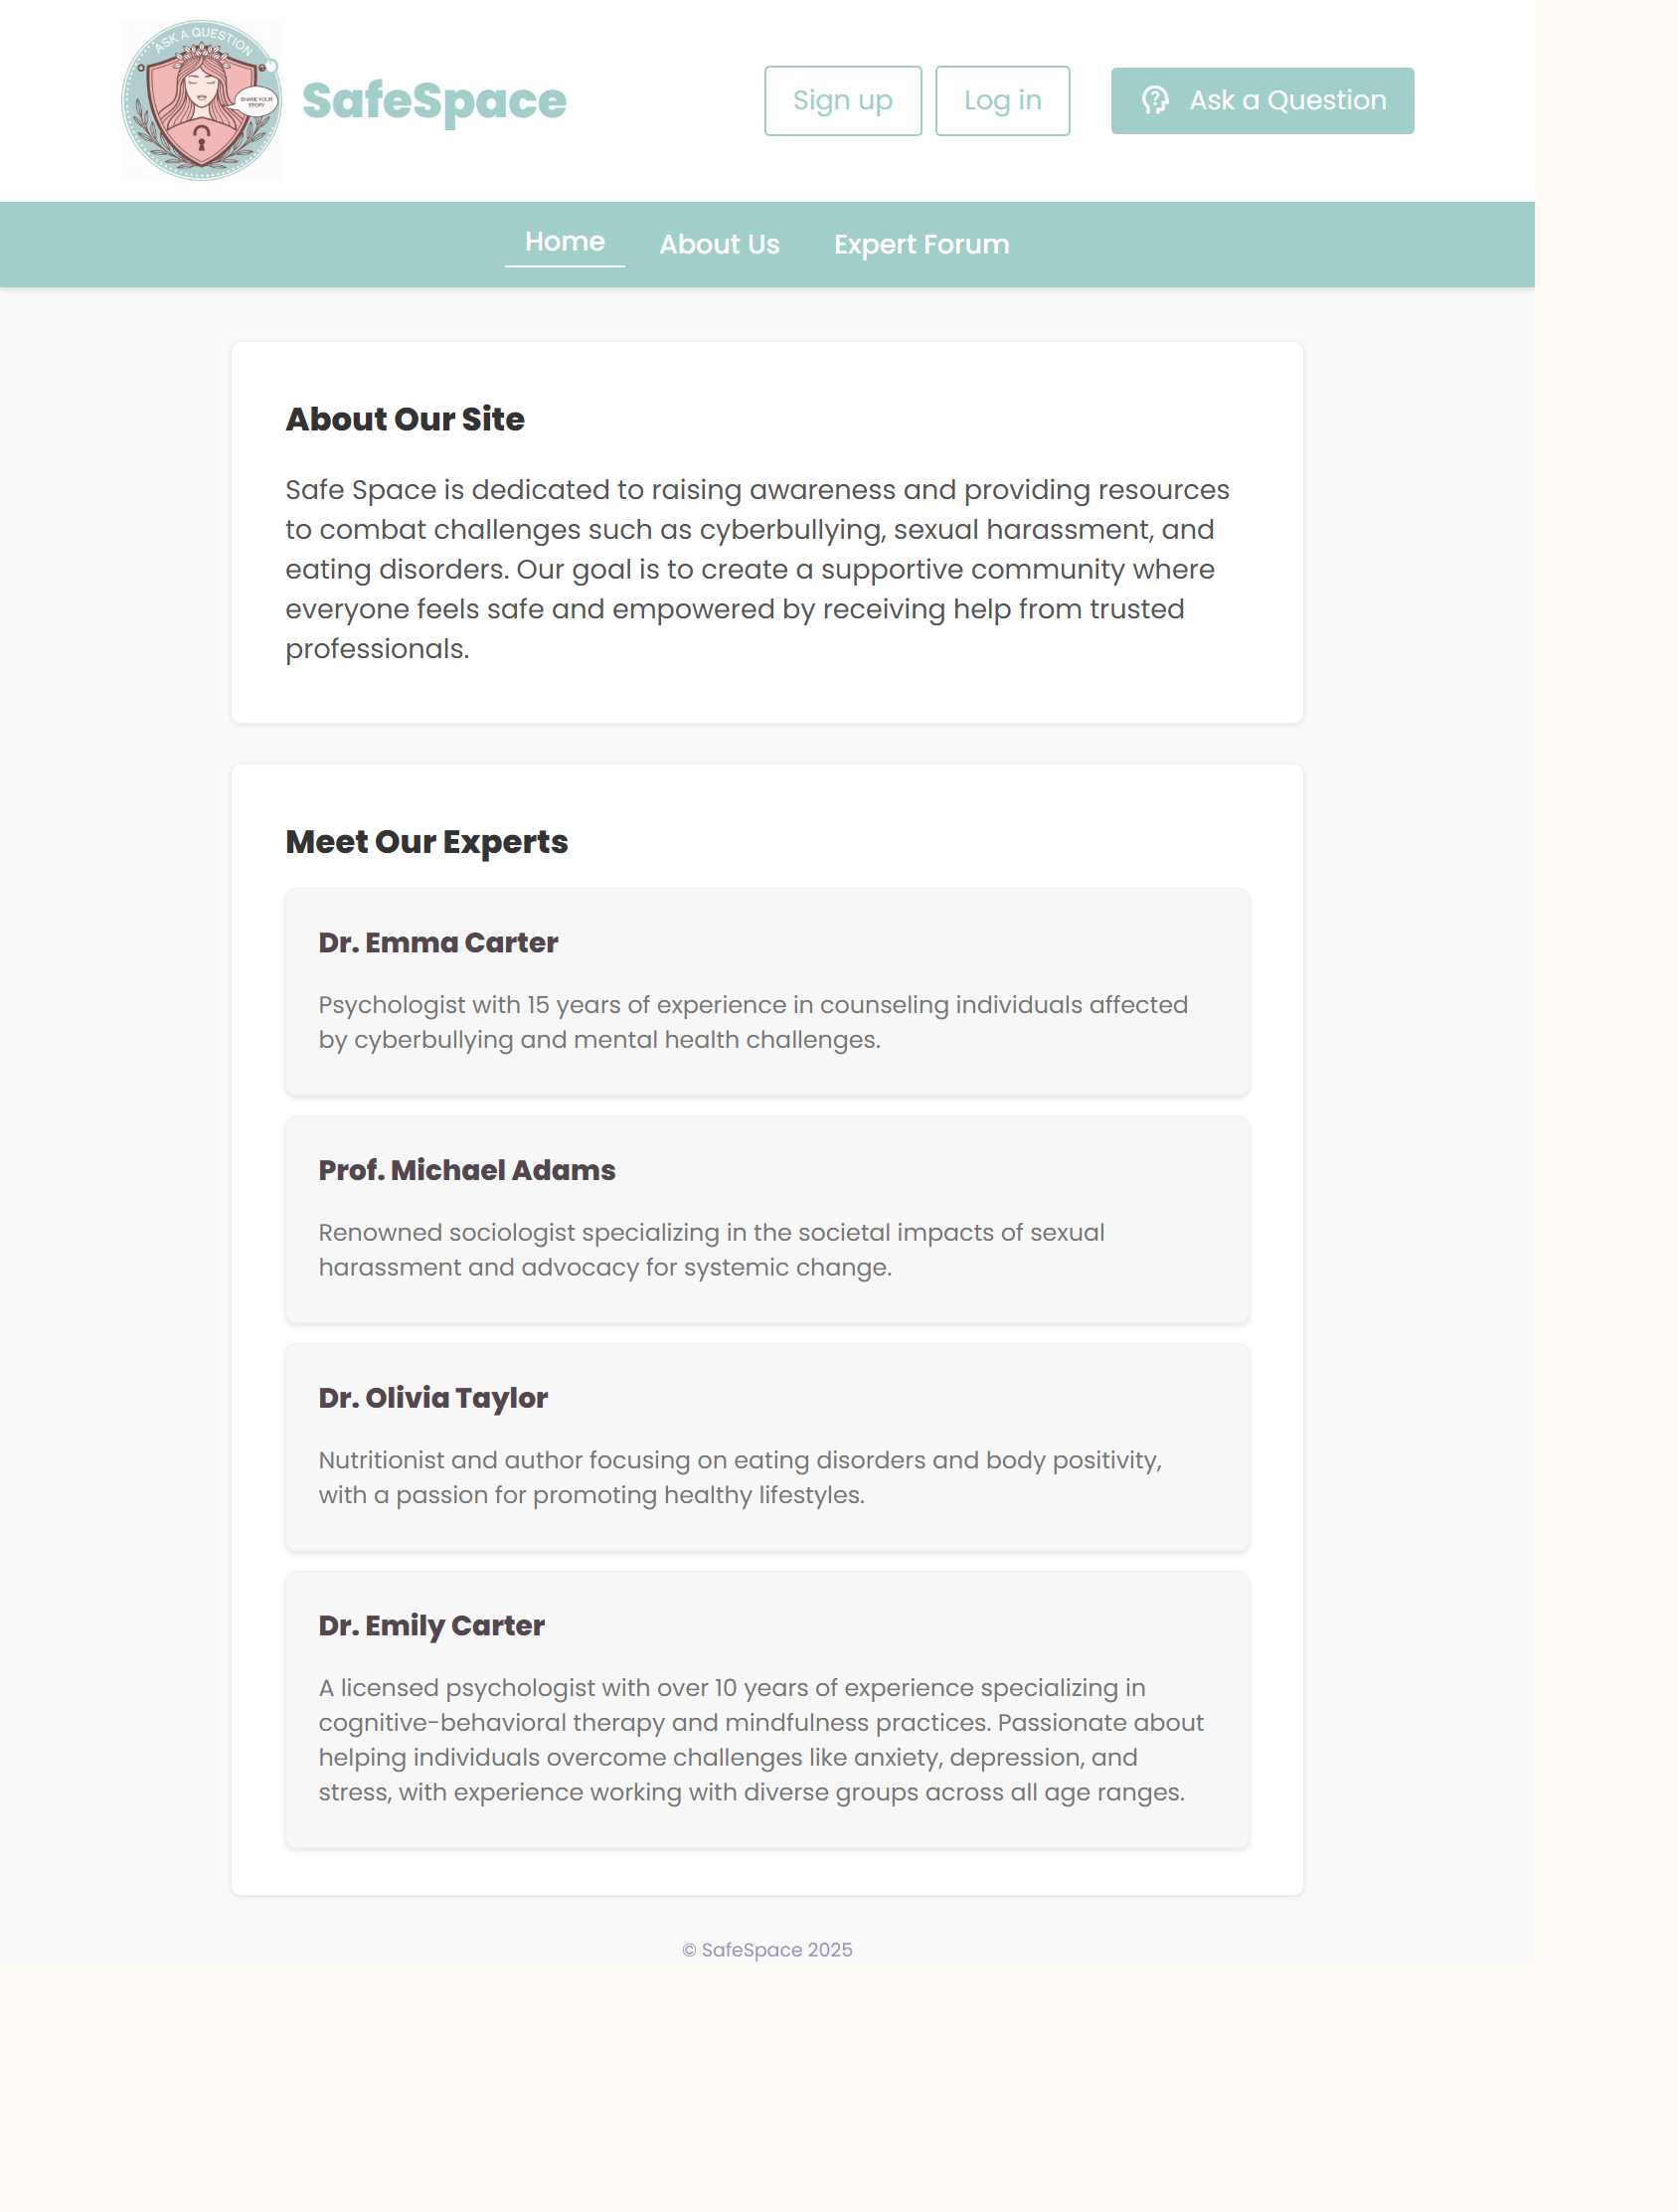 ASK A QUESTION
SHARE YOUR
STORY
SafeSpace
Sign up
Log in
Ask a Question
Home
About Us
Expert Forum
About Our Site
Safe Space is dedicated to raising awareness and providing resources
to combat challenges such as cyberbullying, sexual harassment, and
eating disorders. Our goal is to create a supportive community where
everyone feels safe and empowered by receiving help from trusted
professionals.
Meet Our Experts
Dr. Emma Carter
Psychologist with 15 years of experience in counseling individuals affected
by cyberbullying and mental health challenges.
Prof. Michael Adams
Renowned sociologist specializing in the societal impacts of sexual
harassment and advocacy for systemic change.
Dr. Olivia Taylor
Nutritionist and author focusing on eating disorders and body positivity,
with a passion for promoting healthy lifestyles.
Dr. Emily Carter
A licensed psychologist with over 10 years of experience specializing in
cognitive-behavioral therapy and mindfulness practices. Passionate about
helping individuals overcome challenges like anxiety, depression, and
stress, with experience working with diverse groups across all age ranges.
© SafeSpace 2025